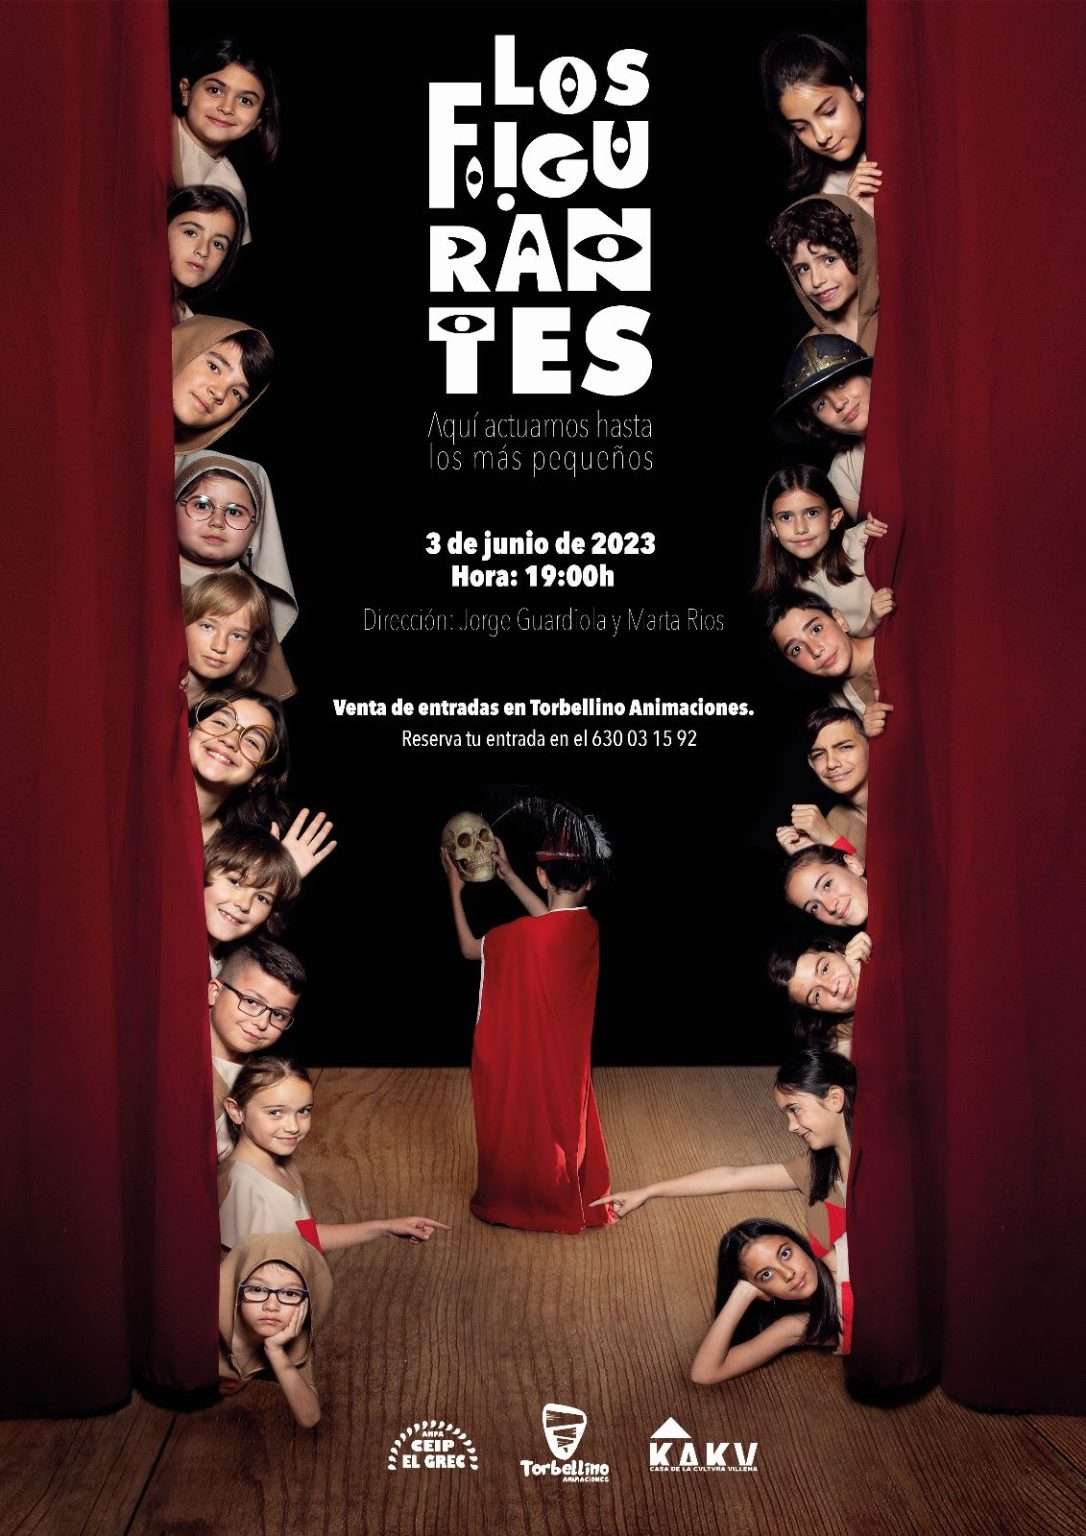 LOS
FIGU
RAN
TES
Aquí actuamos hasta
los más pequeños
3 de junio de 2023
Hora: 19:00h
Dirección: Jorge Guardiola y Marta Rios
Venta de entradas en Torbellino Animaciones.
Reserva tu entrada en el 630 03 15 92
AMPA
CEIP
EL GREC
Torbellino
ANIMACIONES
KAKV
CASA DE LA CVLTVRA VILLENA